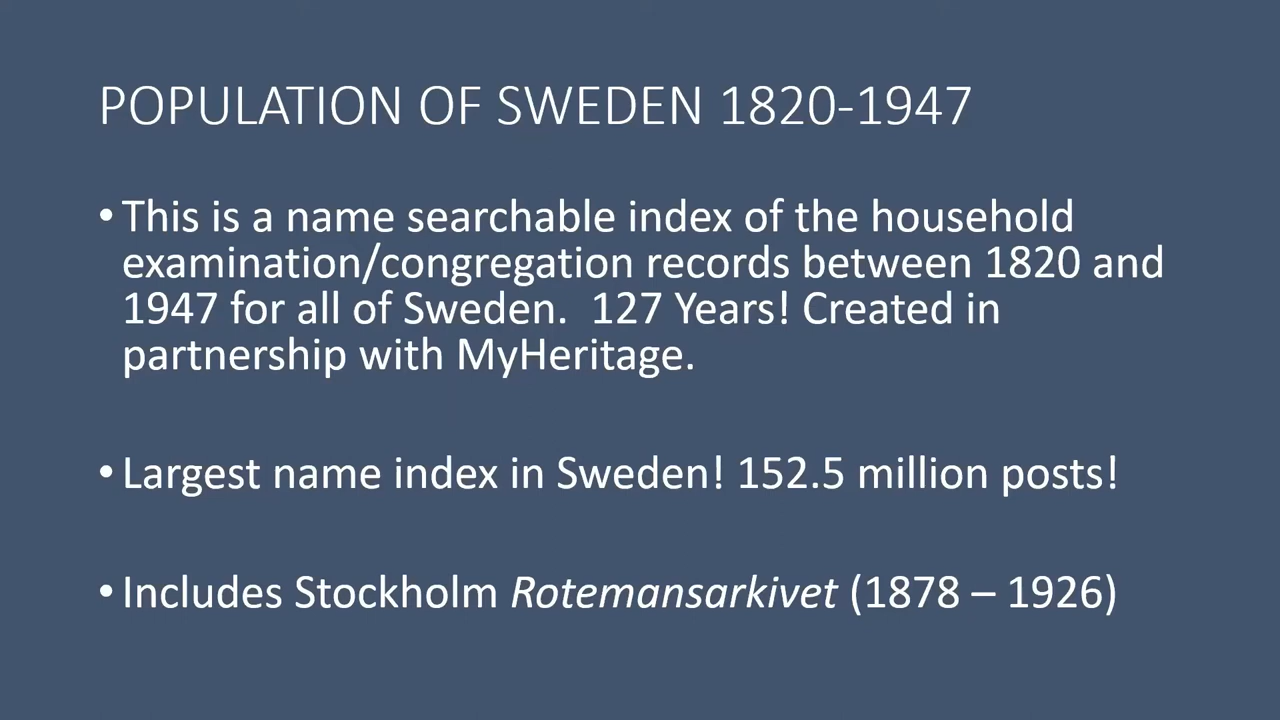 POPULATION OF SWEDEN 1820-1947
• This is a name searchable index of the household
examination/congregation records between 1820 and
1947 for all of Sweden.  127 Years! Created in
partnership with MyHeritage.
• Largest name index in Sweden! 152.5 million posts!
• Includes Stockholm Rotemansarkivet (1878 – 1926)